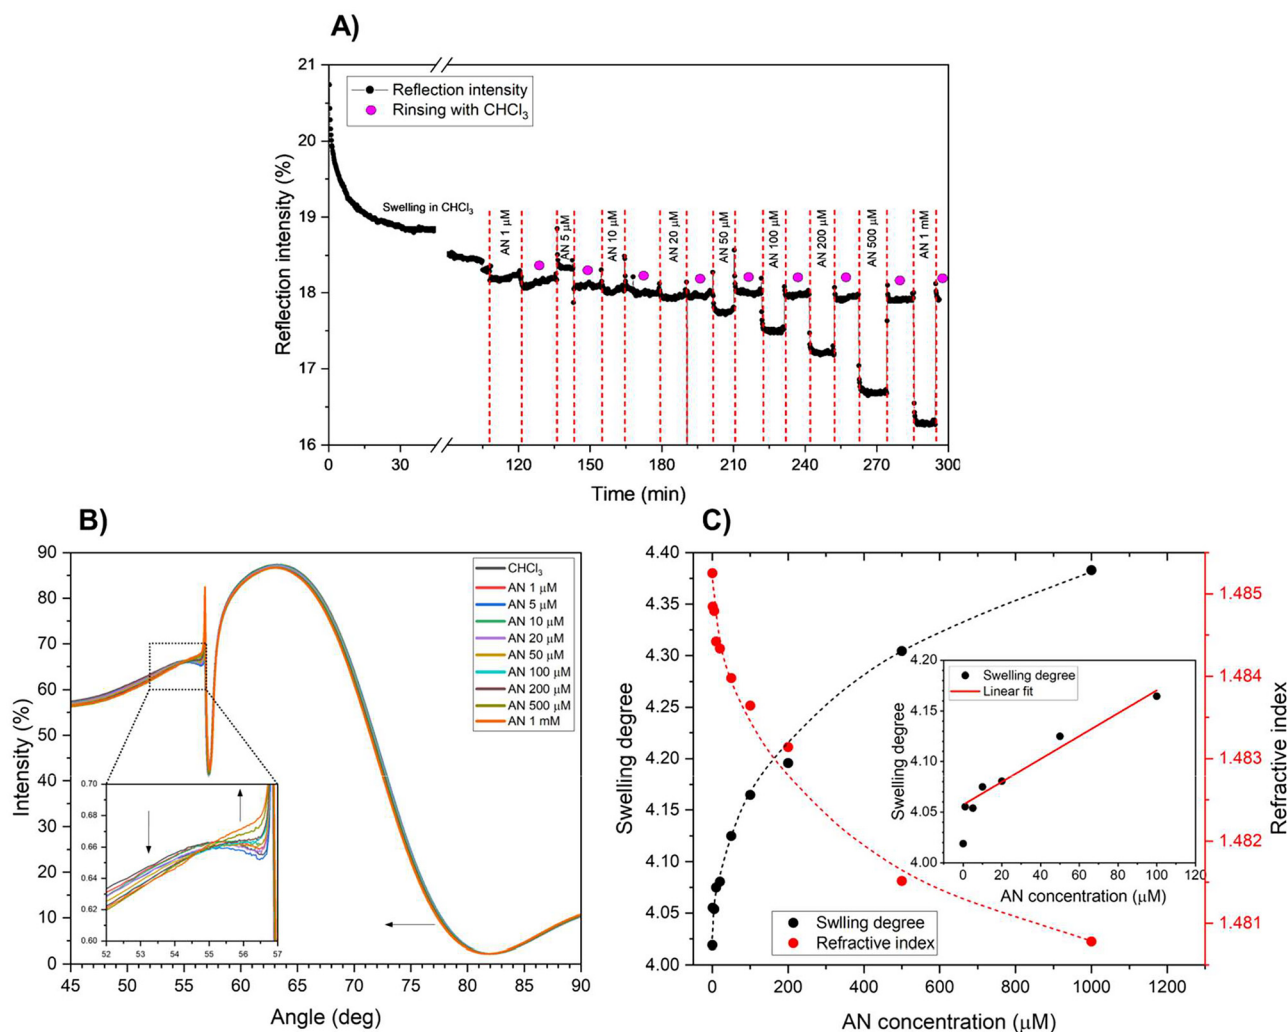 A)
21
20
19
18
17
16
Reflection intensity (%)
Reflection intensity
Rinsing with CHCl3
Swelling in CHCl3
AN 1 µM
AN 5 µM
AN 10 µM
AN 20 µM
AN 50 µM
AN 100 µM
AN 200 µM
AN 500 µM
AN 1 mM
0 30 120 150 180 210 240 270 300
Time (min)
B)
90
80
70
60
50
40
30
20
10
0
Intensity (%)
CHCl3
AN 1 µM
AN 5 µM
AN 10 µM
AN 20 µM
AN 50 µM
AN 100 µM
AN 200 µM
AN 500 µM
AN 1 mM
0.70
0.68
0.66
0.64
0.62
0.60
52 53 54 55 56 57
45 50 55 60 65 70 75 80 85 90
Angle (deg)
C)
4.40
4.35
4.30
4.25
4.20
4.15
4.10
4.05
4.00
Swelling degree
1.485
1.484
1.483
1.482
1.481
Refractive index
4.20
4.15
4.10
4.05
4.00
Swelling degree
Swelling degree
Linear fit
0 20 40 60 80 100 120
AN concentration (µM)
Swlling degree
Refractive index
0 200 400 600 800 1000 1200
AN concentration (µM)